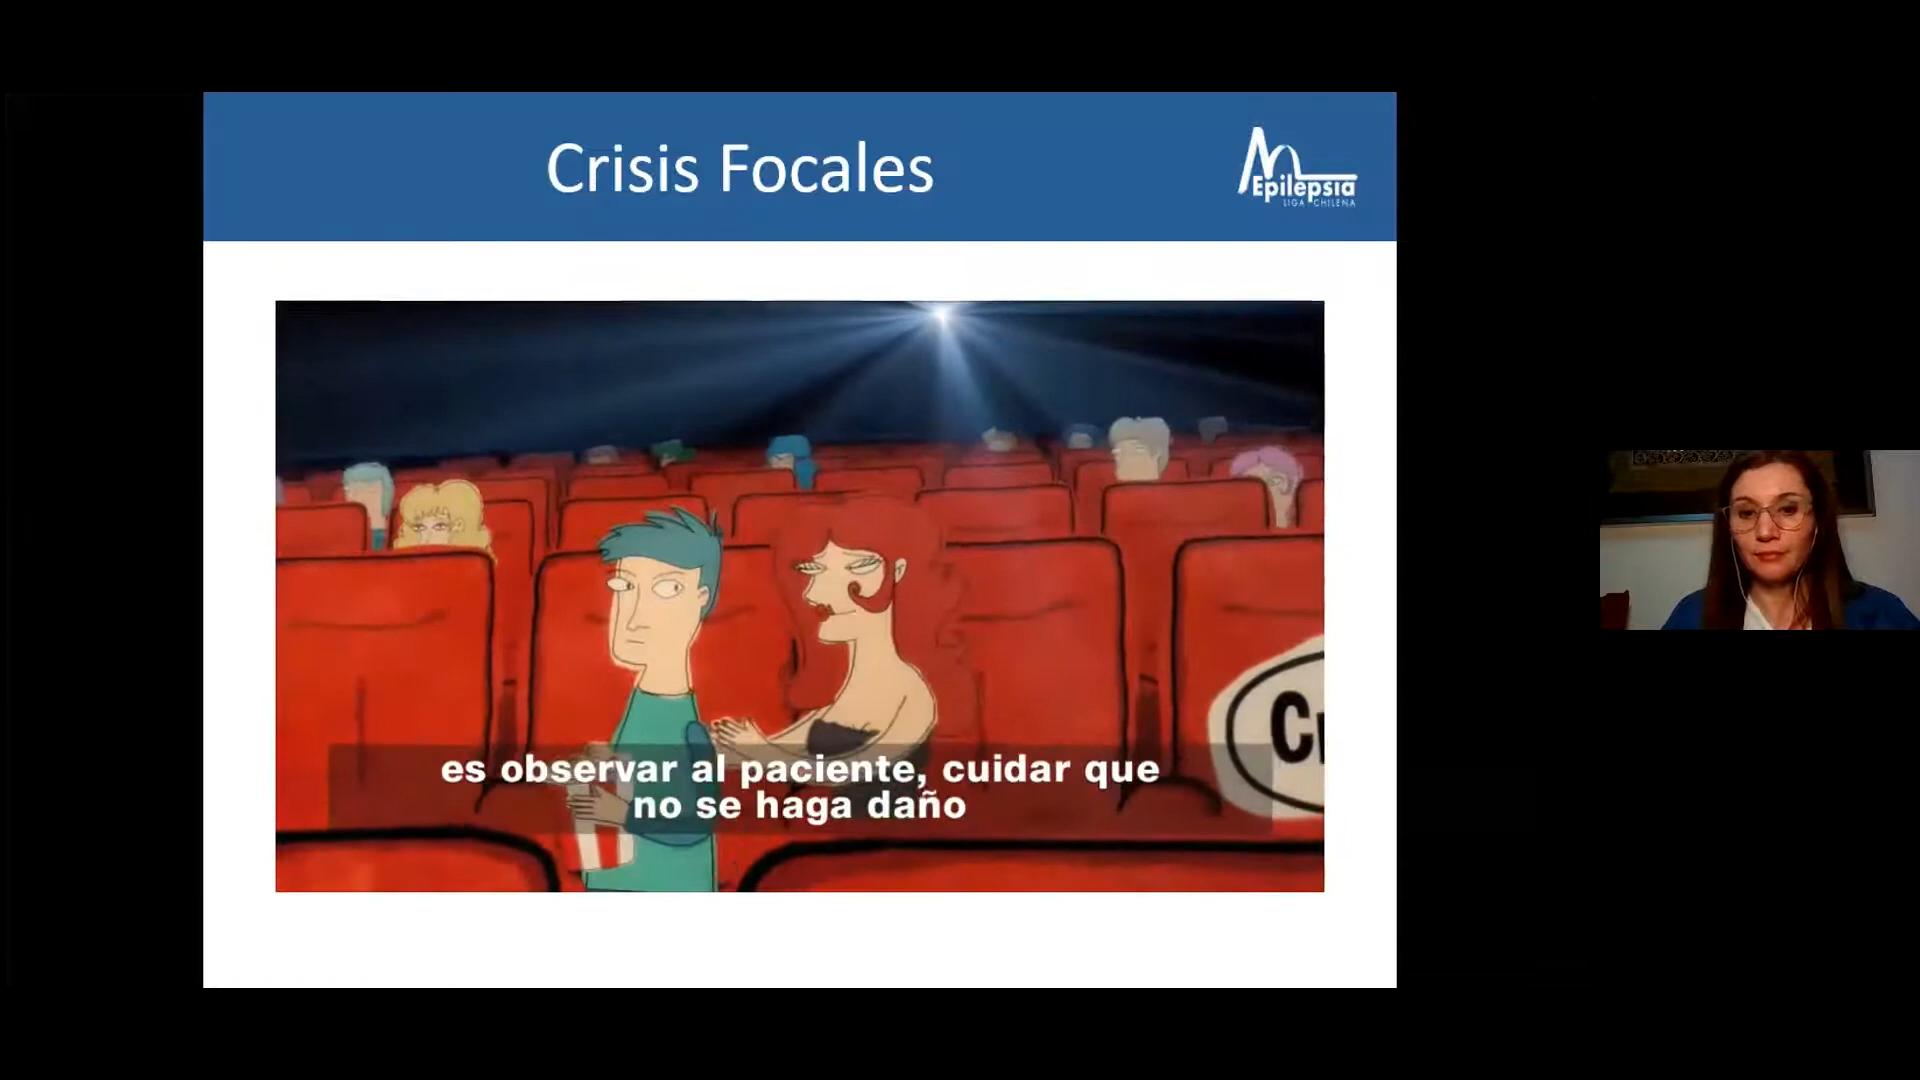 Crisis Focales
Epilepsia
LIGA CHILENA
es observar al paciente, cuidar que
no se haga daño